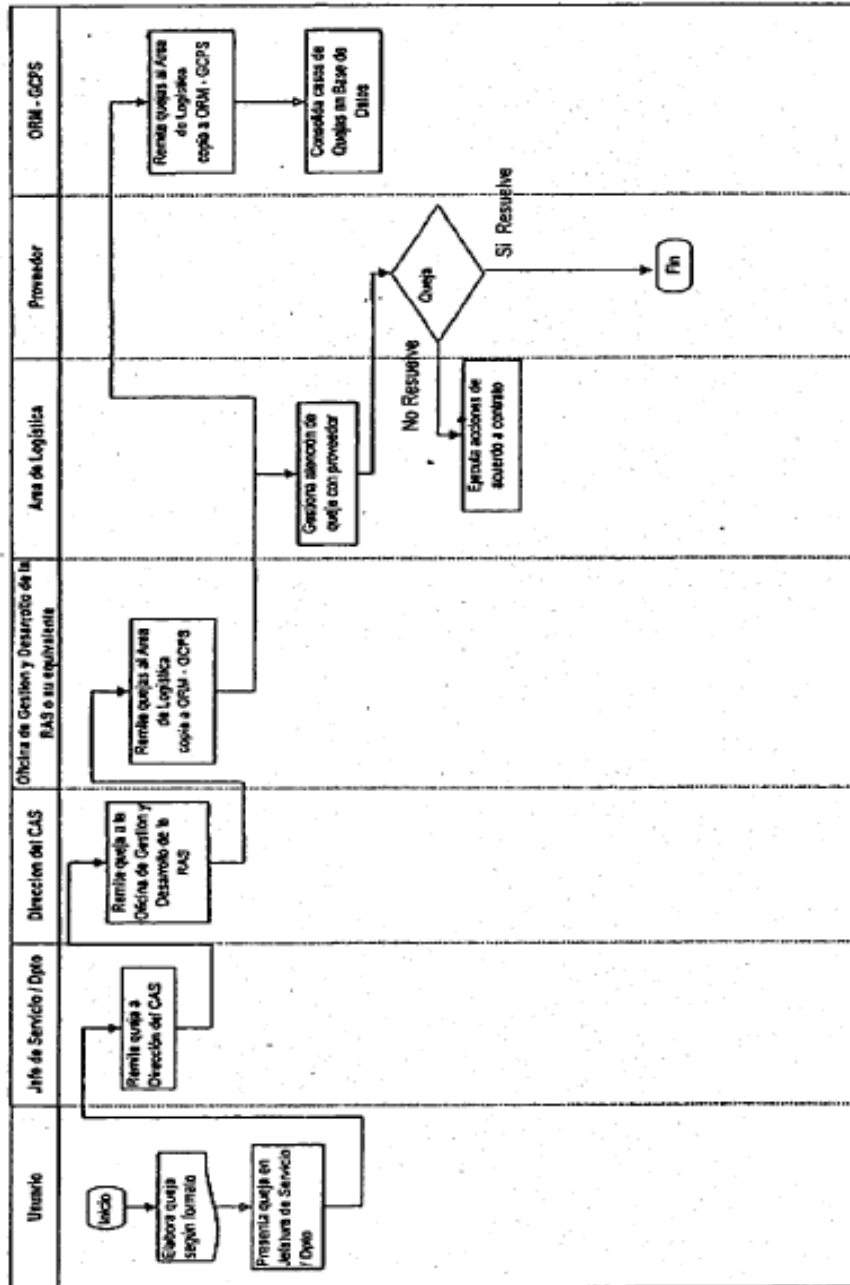 Usuario
Jefe de Servicio / Dpto
Direccion del CAS
Oficina de Gestion y Desarrollo de la
RAS o su equivalente
Area de Logística
Proveedor
ORM - GCPS
Inicio
Elabora queja
según formato
Presenta queja en
Jefatura de Servicio
/ Dpto
Remite queja a
Dirección del CAS
Remite queja a la
Oficina de Gestion y
Desarrollo de la
RAS
Remite quejas al Area
de Logística
copia a ORM - GCPS
Gestiona atención de
queja con proveedor
No Resuelve
Ejecuta acciones de
acuerdo a contrato
Queja
Si Resuelve
Fin
Remite quejas al Area
de Logística
copia a ORM - GCPS
Consolida casos de
Quejas en Base de
Datos